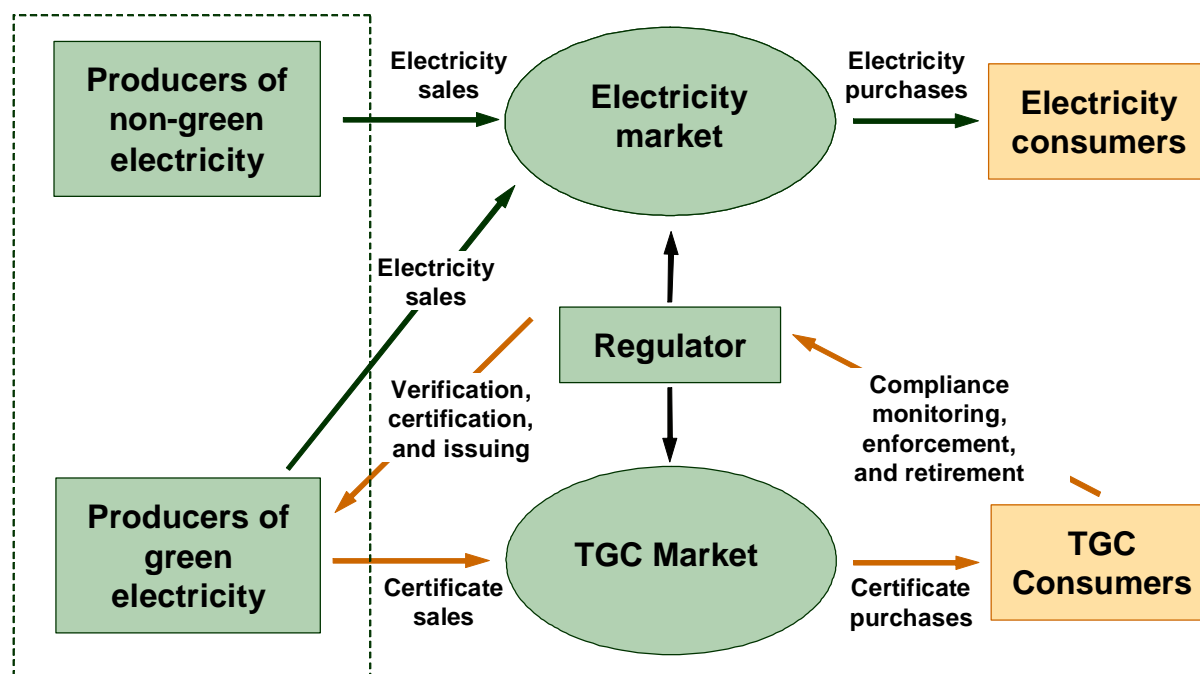 Producers of
non-green
electricity
Electricity
sales
Electricity
market
Electricity
purchases
Electricity
consumers
Electricity
sales
Regulator
Verification,
certification,
and issuing
Compliance
monitoring,
enforcement,
and retirement
Producers of
green
electricity
Certificate
sales
TGC Market
Certificate
purchases
TGC
Consumers